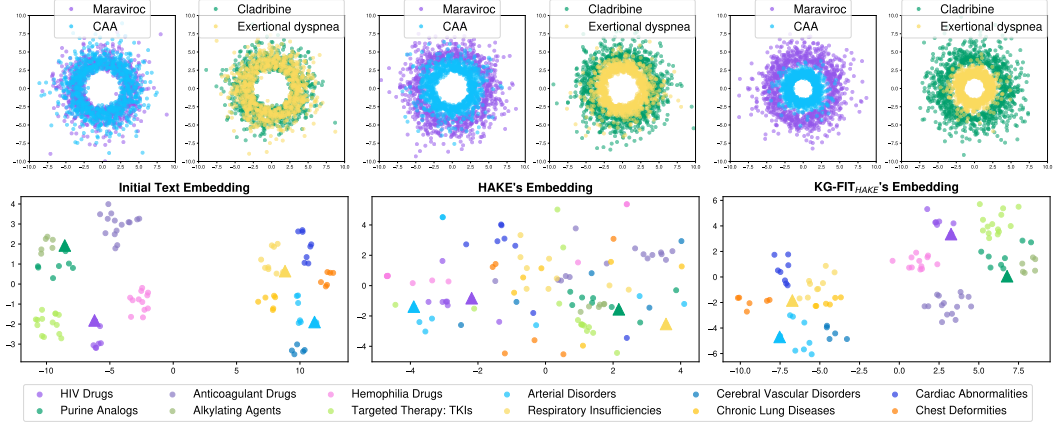 Maraviroc
CAA
Cladribine
Exertional dyspnea
Maraviroc
CAA
Cladribine
Exertional dyspnea
Maraviroc
CAA
Cladribine
Exertional dyspnea
Initial Text Embedding
HAKE's Embedding
KG-FIT_HAKE's Embedding
HIV Drugs Anticoagulant Drugs Hemophilia Drugs Arterial Disorders Cerebral Vascular Disorders Cardiac Abnormalities
Purine Analogs Alkylating Agents Targeted Therapy: TKIs Respiratory Insufficiencies Chronic Lung Diseases Chest Deformities